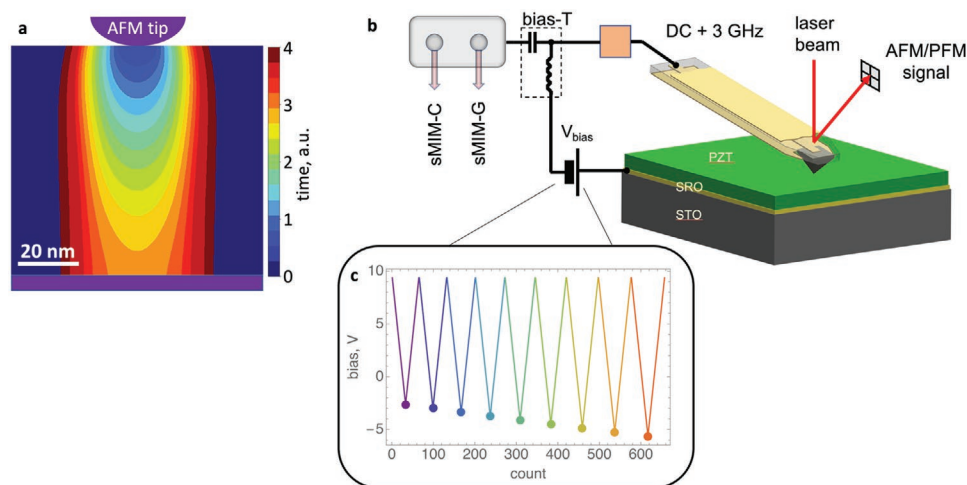 a
AFM tip
4
3
2
1
0
time, a.u.
20 nm
b
bias-T
DC + 3 GHz
laser
beam
AFM/PFM
signal
sMIM-C
sMIM-G
Vbias
PZT
SRO
STO
c
10
5
0
−5
bias, V
0 100 200 300 400 500 600
count